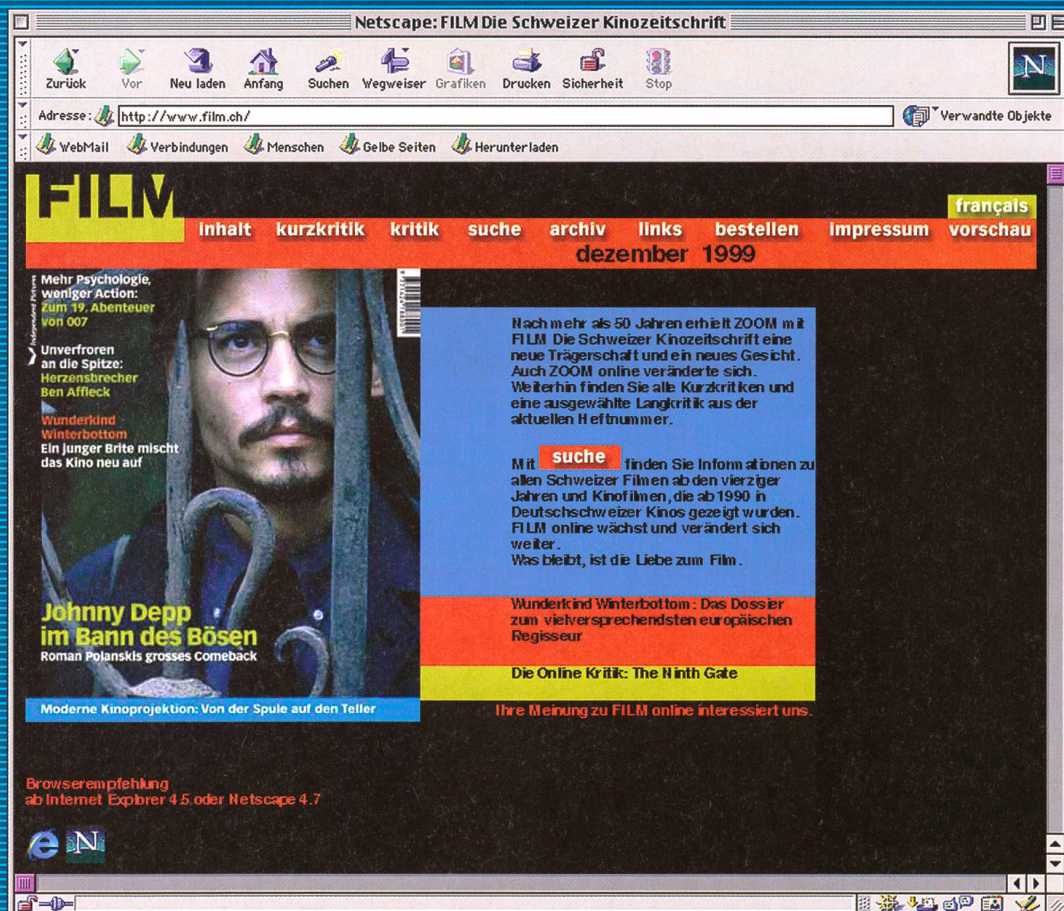 Netscape: FILM Die Schweizer Kinozeitschrift
Zurück Vor Neu laden Anfang Suchen Wegweiser Grafiken Drucken Sicherheit Stop
N
Adresse: http://www.film.ch/ Verwandte Objekte
WebMail Verbindungen Menschen Gelbe Seiten Herunterladen
FILM
français
inhalt kurzkritik kritik suche archiv links bestellen impressum vorschau
dezember 1999
Independent Pictures
Mehr Psychologie,
weniger Action:
Zum 19. Abenteuer
von 007
Unverfroren
an die Spitze:
Herzensbrecher
Ben Affleck
Wunderkind
Winterbottom
Ein junger Brite mischt
das Kino neu auf
Johnny Depp
im Bann des Bösen
Roman Polanskis grosses Comeback
Moderne Kinoprojektion: Von der Spule auf den Teller
Nach mehr als 50 Jahren erhielt ZOOM mit
FILM Die Schweizer Kinozeitschrift eine
neue Trägerschaft und ein neues Gesicht.
Auch ZOOM online veränderte sich.
Weiterhin finden Sie alle Kurzkritiken und
eine ausgewählte Langkritik aus der
aktuellen Heftnummer.
Mit suche finden Sie Informationen zu
allen Schweizer Filmen ab den vierziger
Jahren und Kinofilmen, die ab 1990 in
Deutschschweizer Kinos gezeigt wurden.
FILM online wächst und verändert sich
weiter.
Was bleibt, ist die Liebe zum Film.
Wunderkind Winterbottom: Das Dossier
zum vielversprechendsten europäischen
Regisseur
Die Online Kritik: The Ninth Gate
Ihre Meinung zu FILM online interessiert uns.
Browserempfehlung
ab Internet Explorer 4.5 oder Netscape 4.7
e N